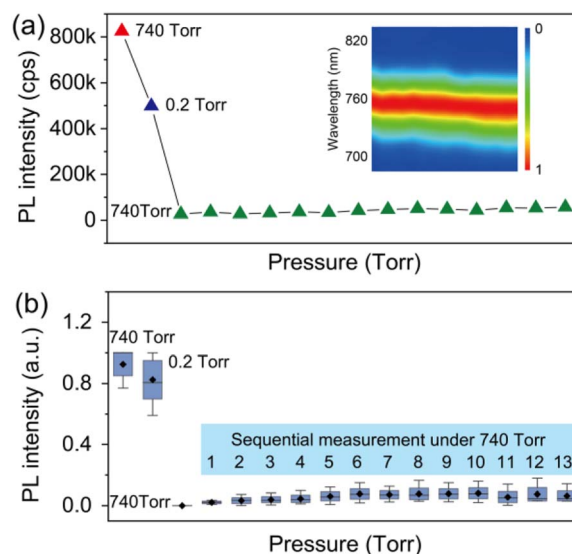 (a)
PL intensity (cps)
800k
600k
400k
200k
0
740 Torr
0.2 Torr
740Torr
Wavelength (nm)
820
760
700
0
1
Pressure (Torr)
(b)
PL intensity (a.u.)
1.2
0.8
0.4
0.0
740 Torr
0.2 Torr
Sequential measurement under 740 Torr
1 2 3 4 5 6 7 8 9 10 11 12 13
740Torr
Pressure (Torr)